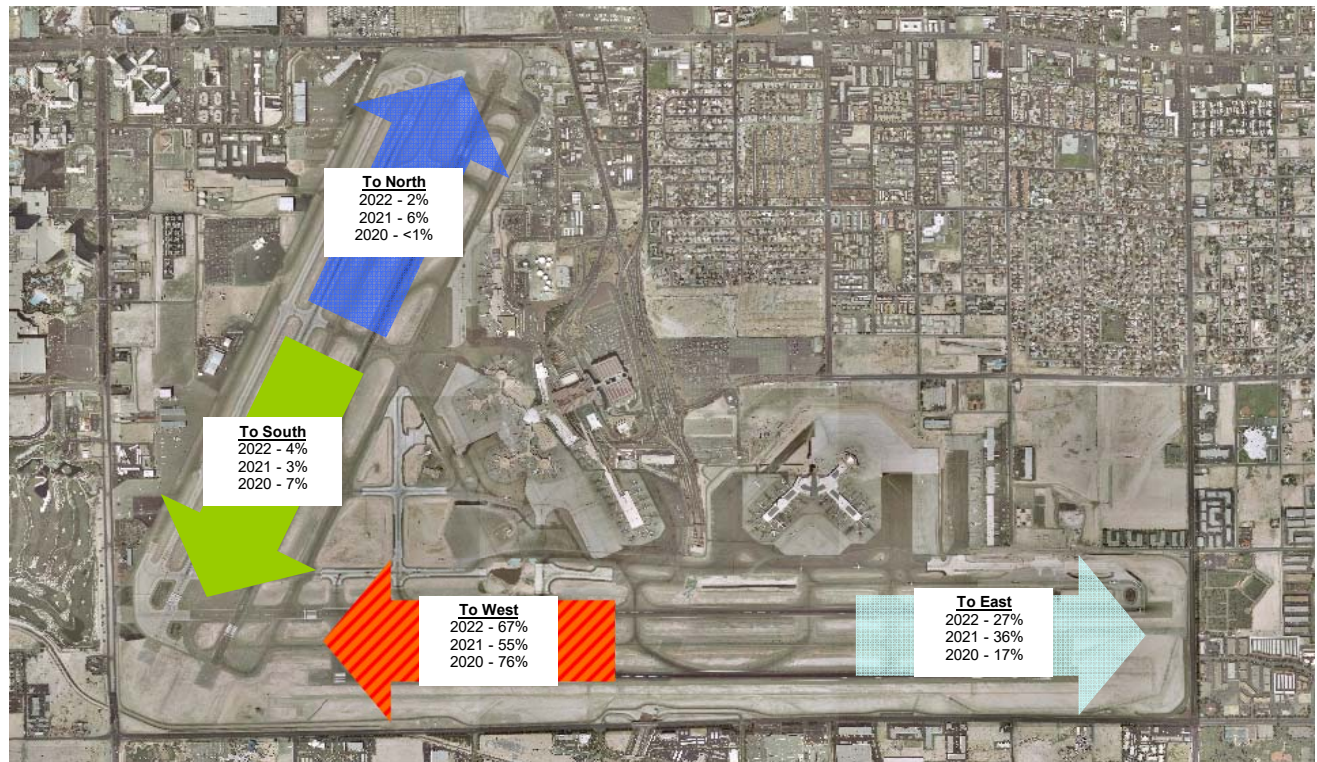 To North
2022 - 2%
2021 - 6%
2020 - <1%
To South
2022 - 4%
2021 - 3%
2020 - 7%
To West
2022 - 67%
2021 - 55%
2020 - 76%
To East
2022 - 27%
2021 - 36%
2020 - 17%